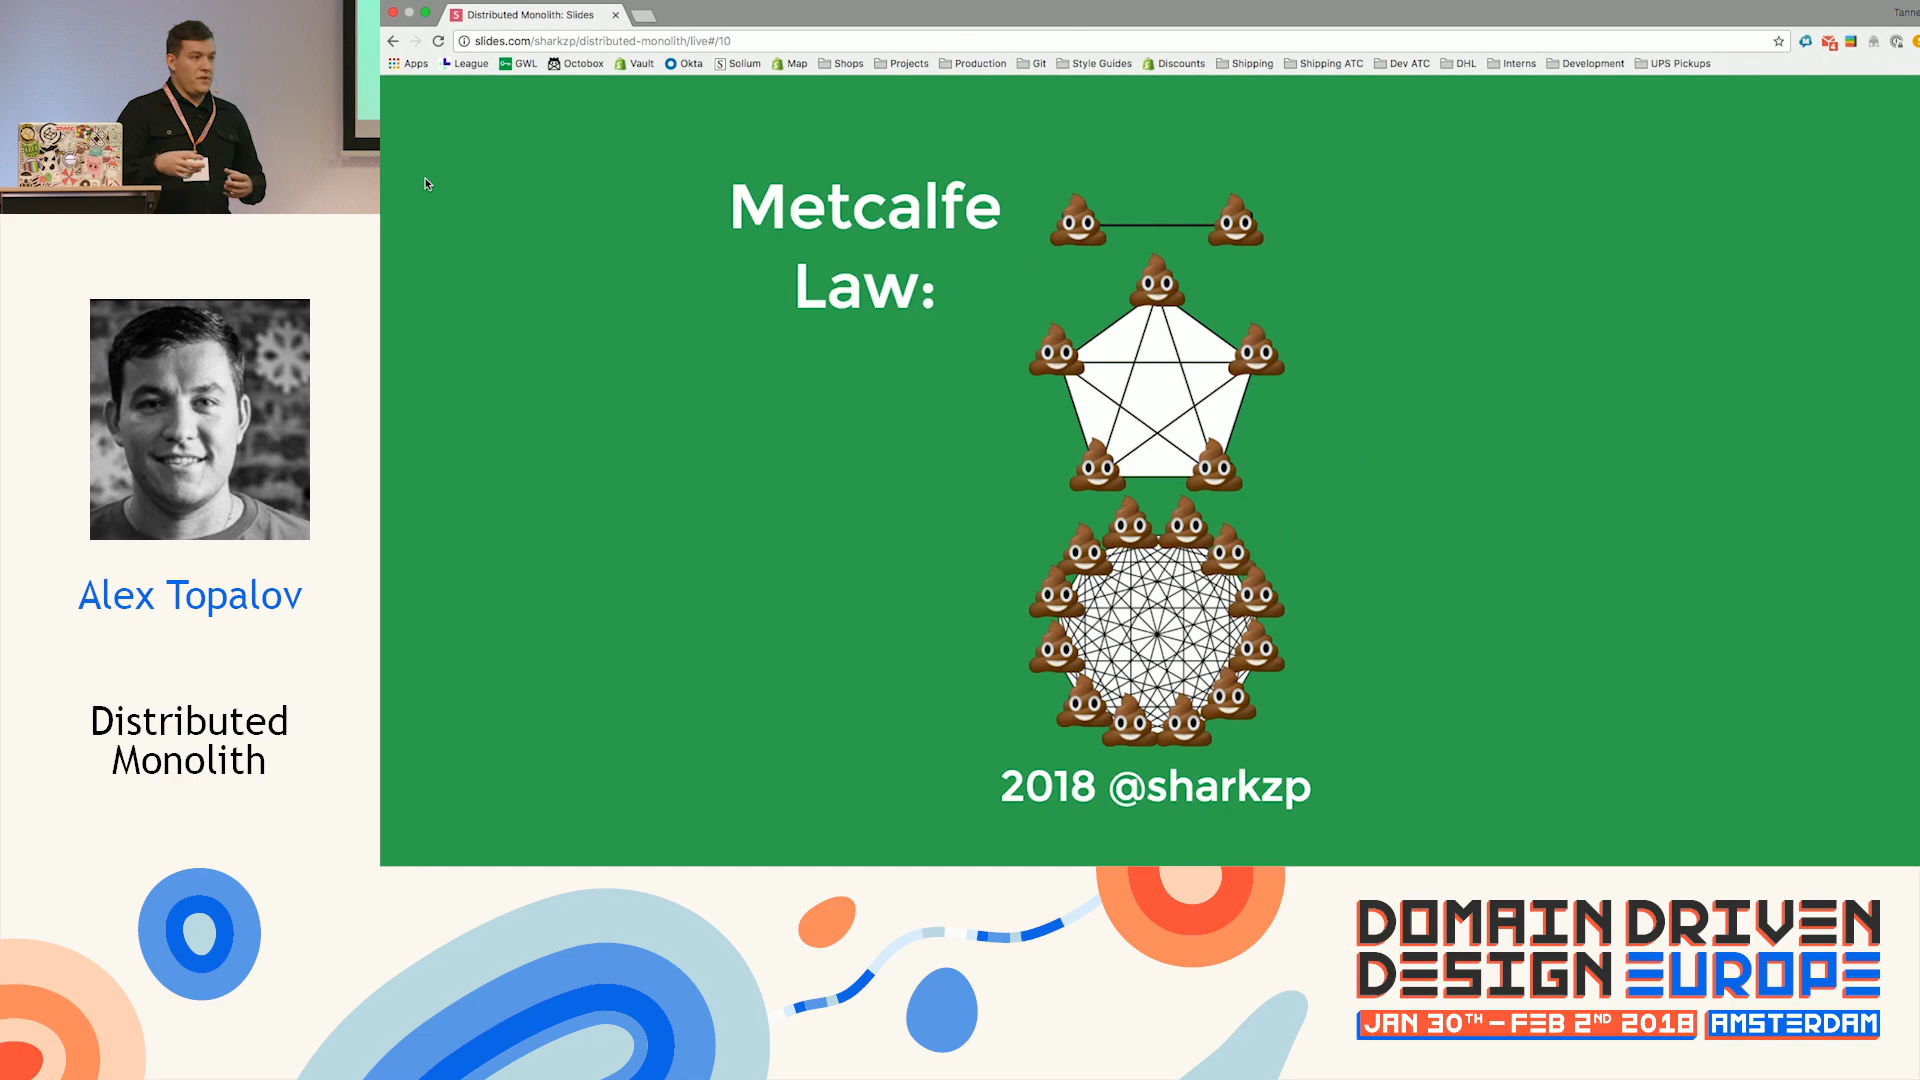 Distributed Monolith: Slides
Tanne
slides.com/sharkzp/distributed-monolith/live#/10
Apps League GWL Octobox Vault Okta Solium Map Shops Projects Production Git Style Guides Discounts Shipping Shipping ATC Dev ATC DHL Interns Development UPS Pickups
Metcalfe
Law:
2018 @sharkzp
Alex Topalov
Distributed
Monolith
DOMAIN DRIVEN
DESIGN EUROPE
JAN 30TH – FEB 2ND 2018 AMSTERDAM